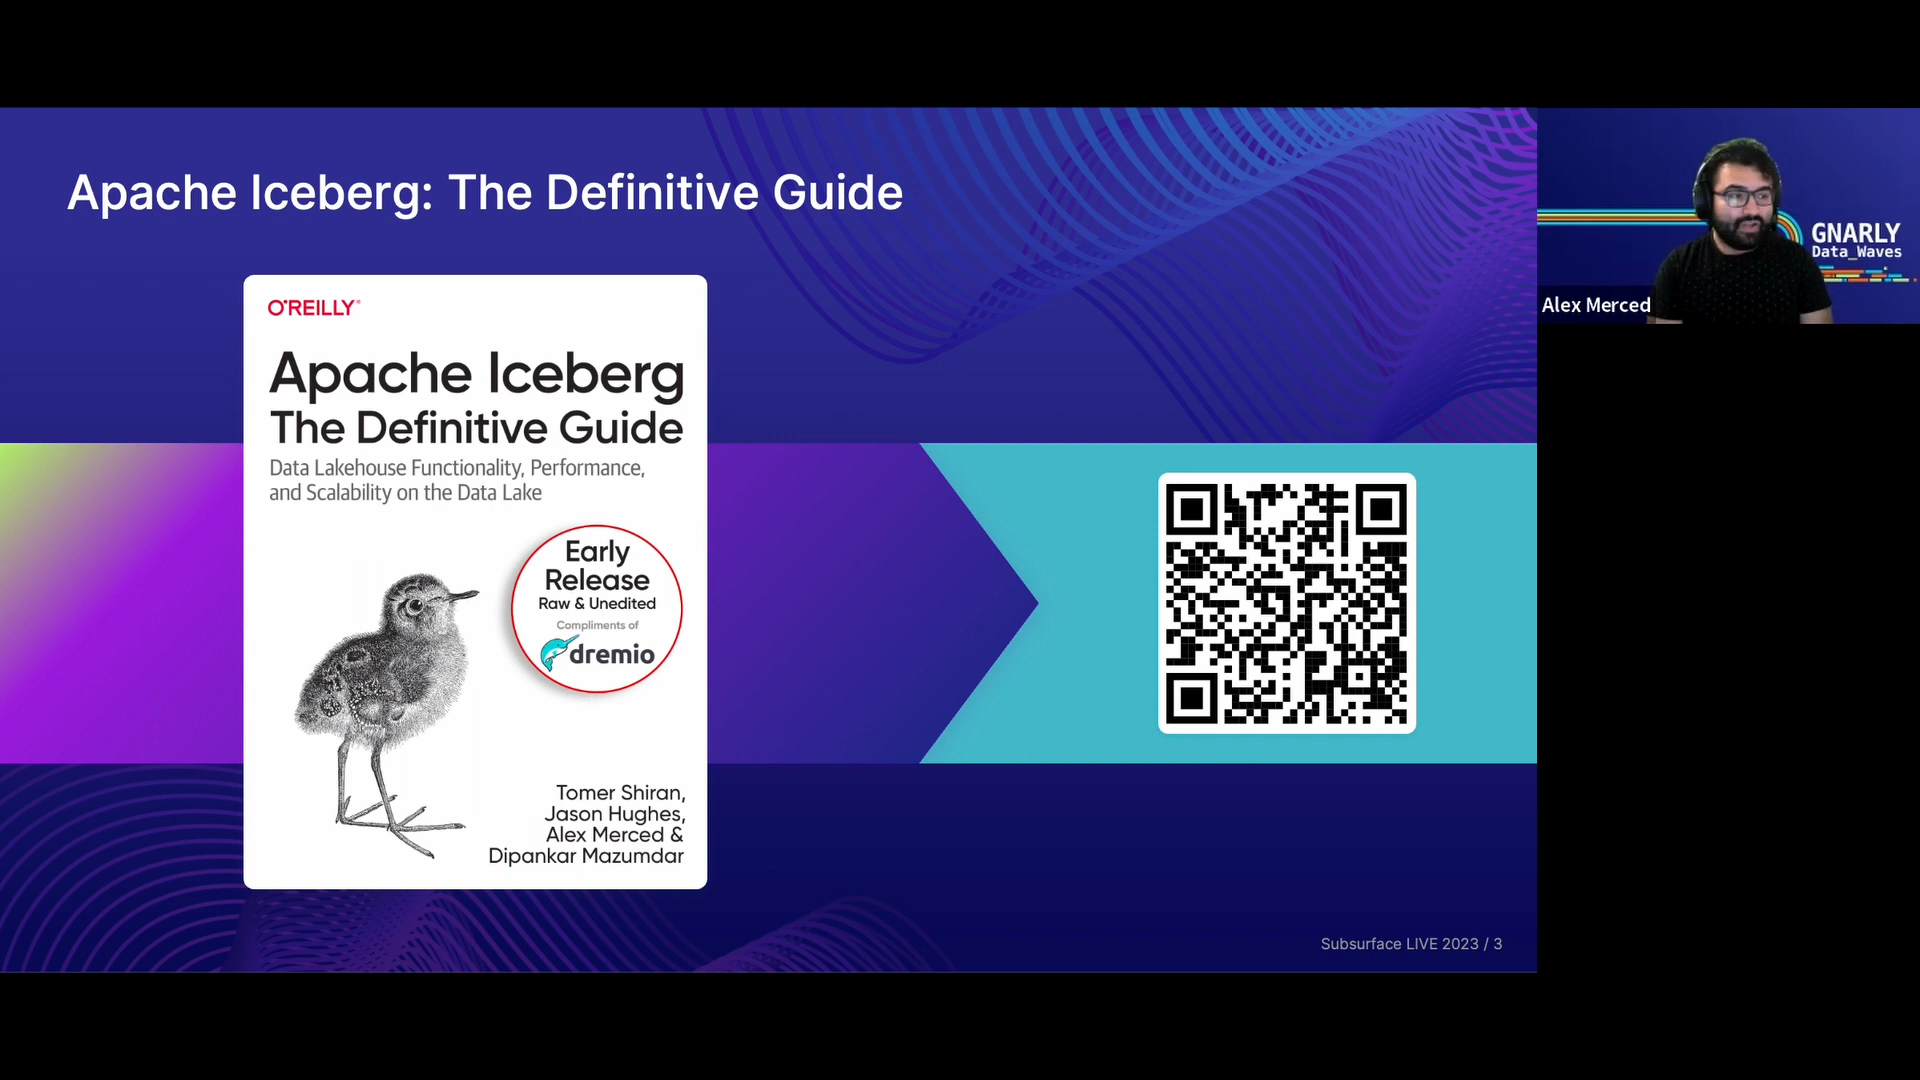 Apache Iceberg: The Definitive Guide
O'REILLY®
Apache Iceberg
The Definitive Guide
Data Lakehouse Functionality, Performance,
and Scalability on the Data Lake
Early
Release
Raw & Unedited
Compliments of
dremio
Tomer Shiran,
Jason Hughes,
Alex Merced &
Dipankar Mazumdar
Subsurface LIVE 2023 / 3
GNARLY
Data_Waves
Alex Merced